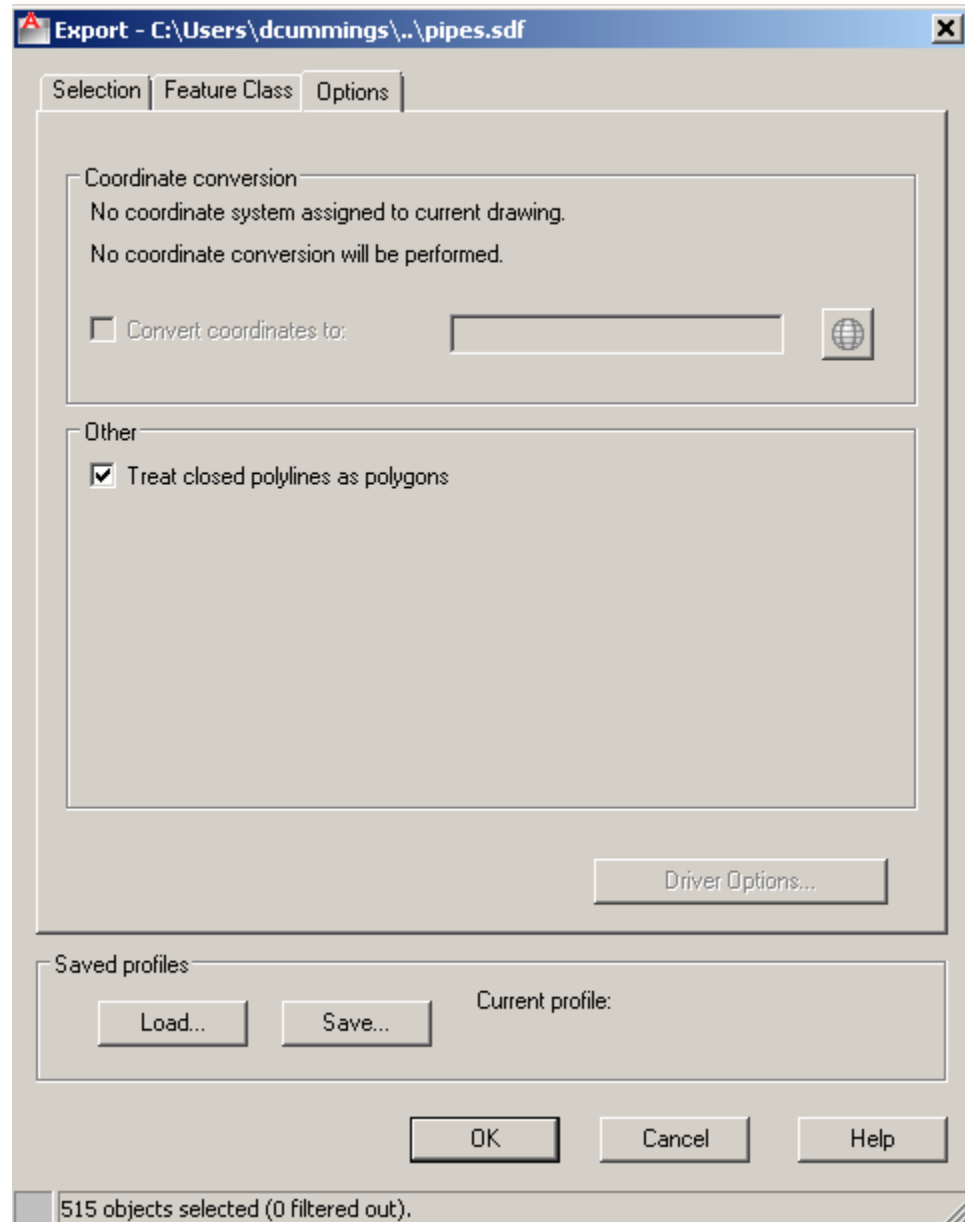 Export - C:\Users\dcummings\..\pipes.sdf
Selection
Feature Class
Options
Coordinate conversion
No coordinate system assigned to current drawing.
No coordinate conversion will be performed.
Convert coordinates to:
Other
Treat closed polylines as polygons
Driver Options...
Saved profiles
Load...
Save...
Current profile:
OK
Cancel
Help
515 objects selected (0 filtered out).